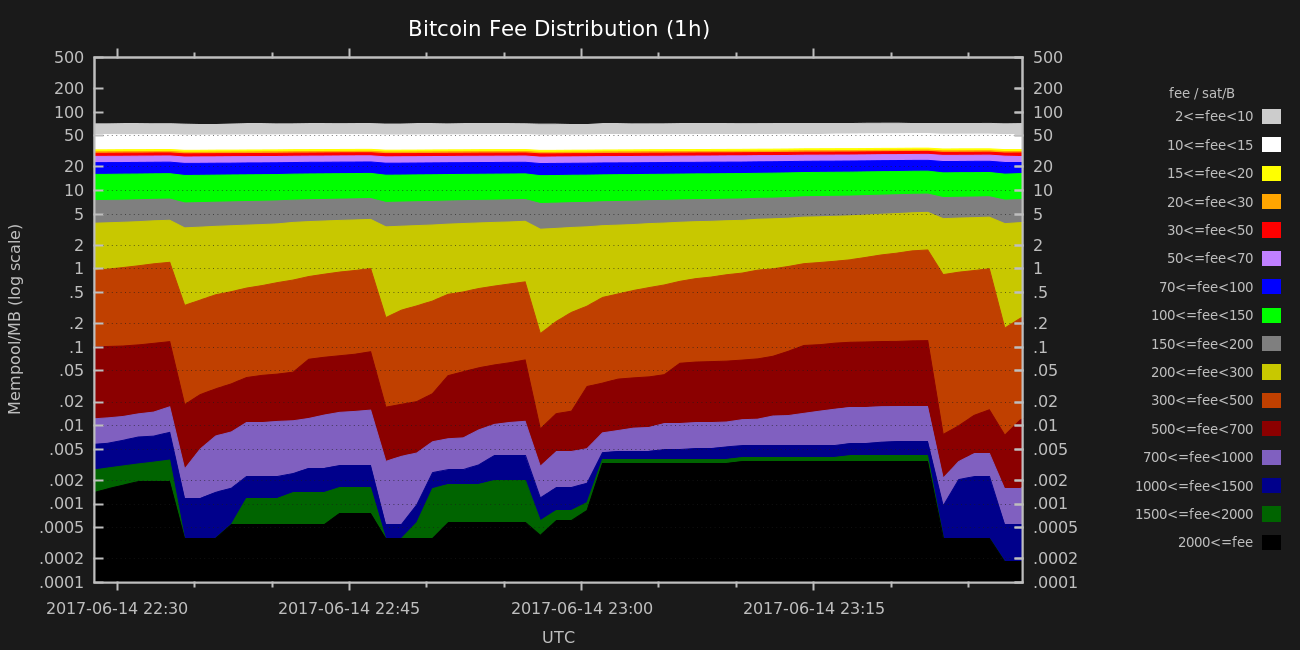 Bitcoin Fee Distribution (1h)
Mempool/MB (log scale)
500
200
100
50
20
10
5
2
1
.5
.2
.1
.05
.02
.01
.005
.002
.001
.0005
.0002
.0001
500
200
100
50
20
10
5
2
1
.5
.2
.1
.05
.02
.01
.005
.002
.001
.0005
.0002
.0001
2017-06-14 22:30 2017-06-14 22:45 2017-06-14 23:00 2017-06-14 23:15
UTC
fee / sat/B
2<=fee<10
10<=fee<15
15<=fee<20
20<=fee<30
30<=fee<50
50<=fee<70
70<=fee<100
100<=fee<150
150<=fee<200
200<=fee<300
300<=fee<500
500<=fee<700
700<=fee<1000
1000<=fee<1500
1500<=fee<2000
2000<=fee